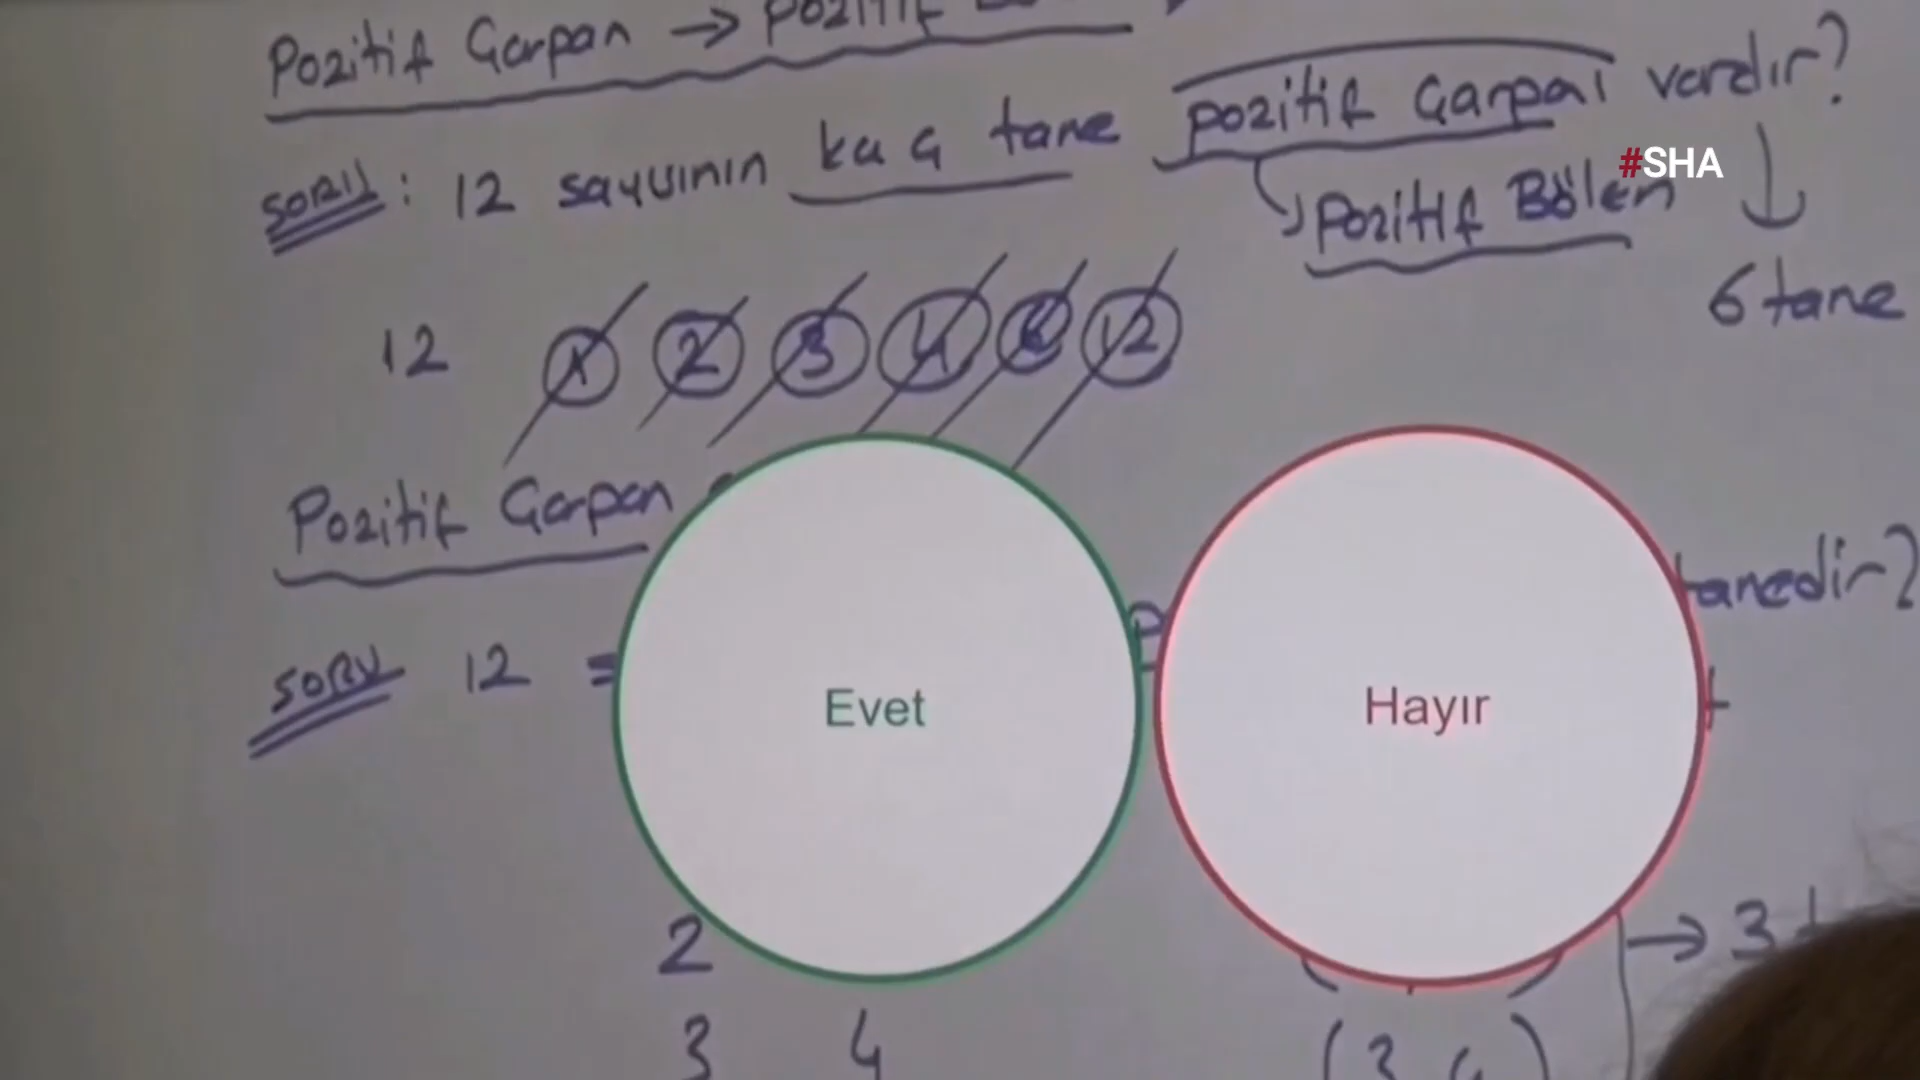 Pozitif Çarpan → pozitif
SORU : 12 sayısının kaç tane pozitif Çarpanı vardır?
#SHA
pozitif Bölen
6 tane
12 1 2 3 4 6 12
Pozitif Çarpan
tanedir?
SORU 12 =
Evet
Hayır
2
→ 3
3 4
(3 4)